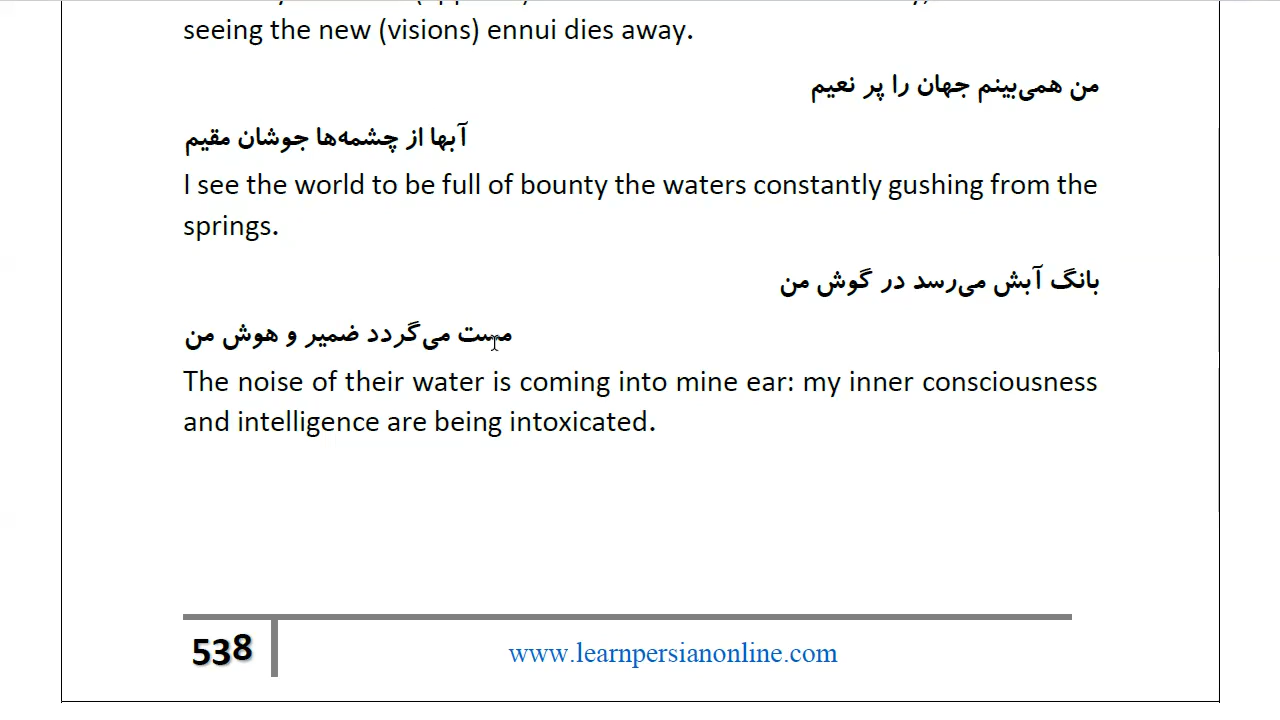 seeing the new (visions) ennui dies away.
من همی‌بینم جهان را پر نعیم
آبها از چشمه‌ها جوشان مقیم
I see the world to be full of bounty the waters constantly gushing from the
springs.
بانگ آبش می‌رسد در گوش من
مست می‌گردد ضمیر و هوش من
The noise of their water is coming into mine ear: my inner consciousness
and intelligence are being intoxicated.
538
www.learnpersianonline.com